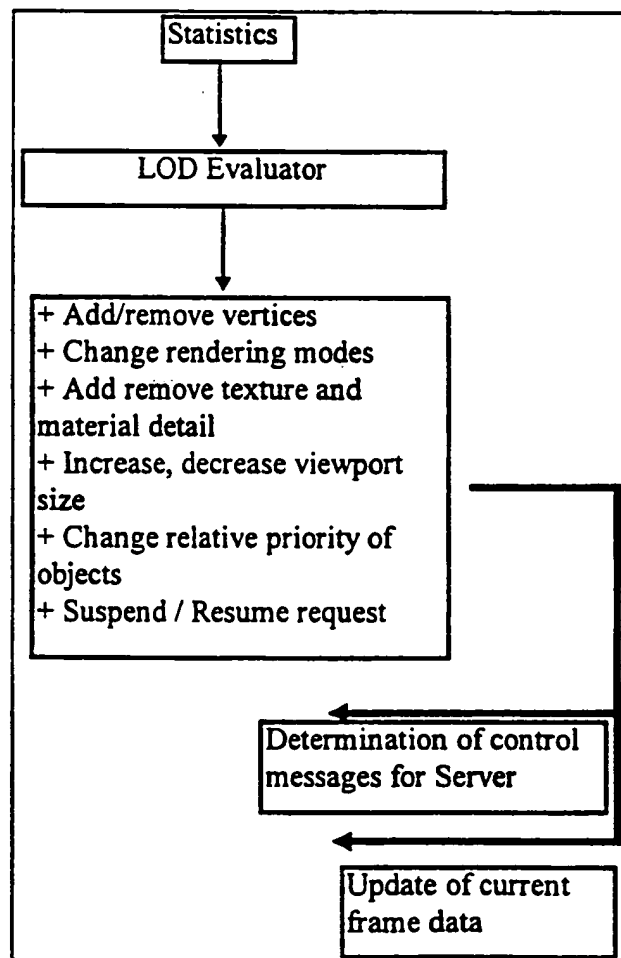 Statistics
LOD Evaluator
+ Add/remove vertices
+ Change rendering modes
+ Add remove texture and
material detail
+ Increase, decrease viewport
size
+ Change relative priority of
objects
+ Suspend / Resume request
Determination of control
messages for Server
Update of current
frame data